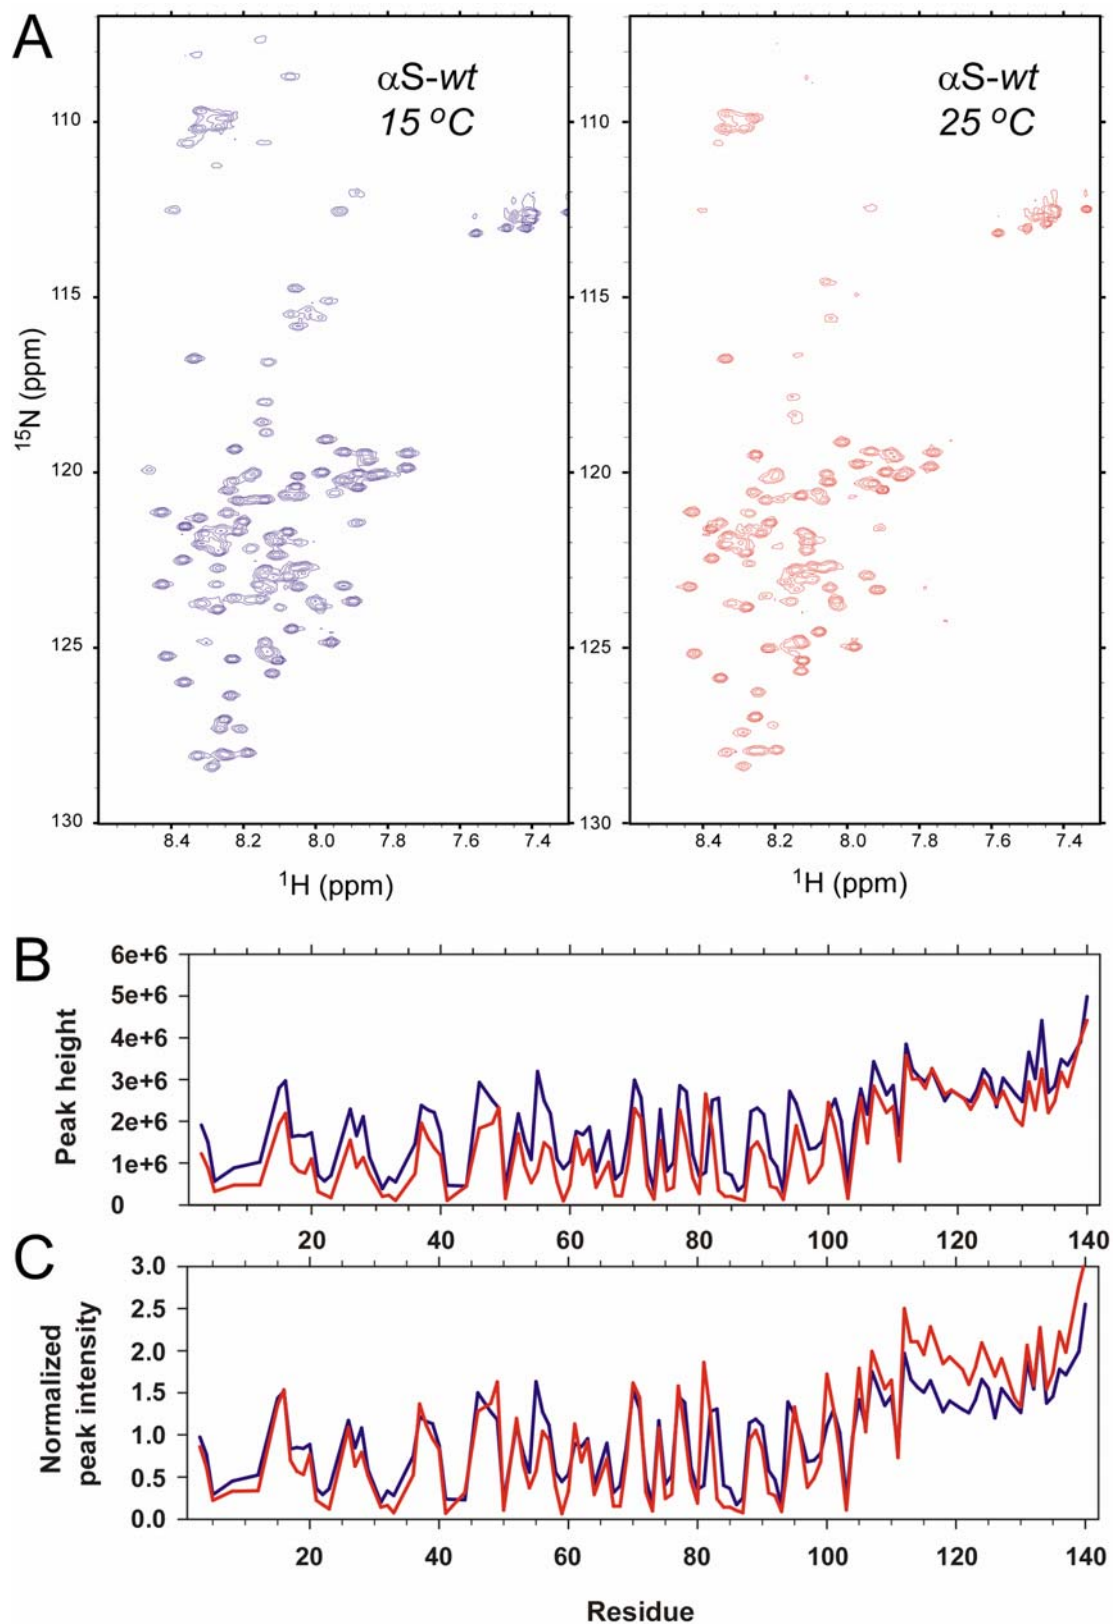 A
αS-wt
15 °C
αS-wt
25 °C
110
110
115
115
120
120
125
125
130
130
¹⁵N (ppm)
8.4 8.2 8.0 7.8 7.6 7.4
8.4 8.2 8.0 7.8 7.6 7.4
¹H (ppm)
¹H (ppm)
B
Peak height
6e+6
5e+6
4e+6
3e+6
2e+6
1e+6
0
20 40 60 80 100 120 140
C
Normalized
peak intensity
3.0
2.5
2.0
1.5
1.0
0.5
0.0
20 40 60 80 100 120 140
Residue